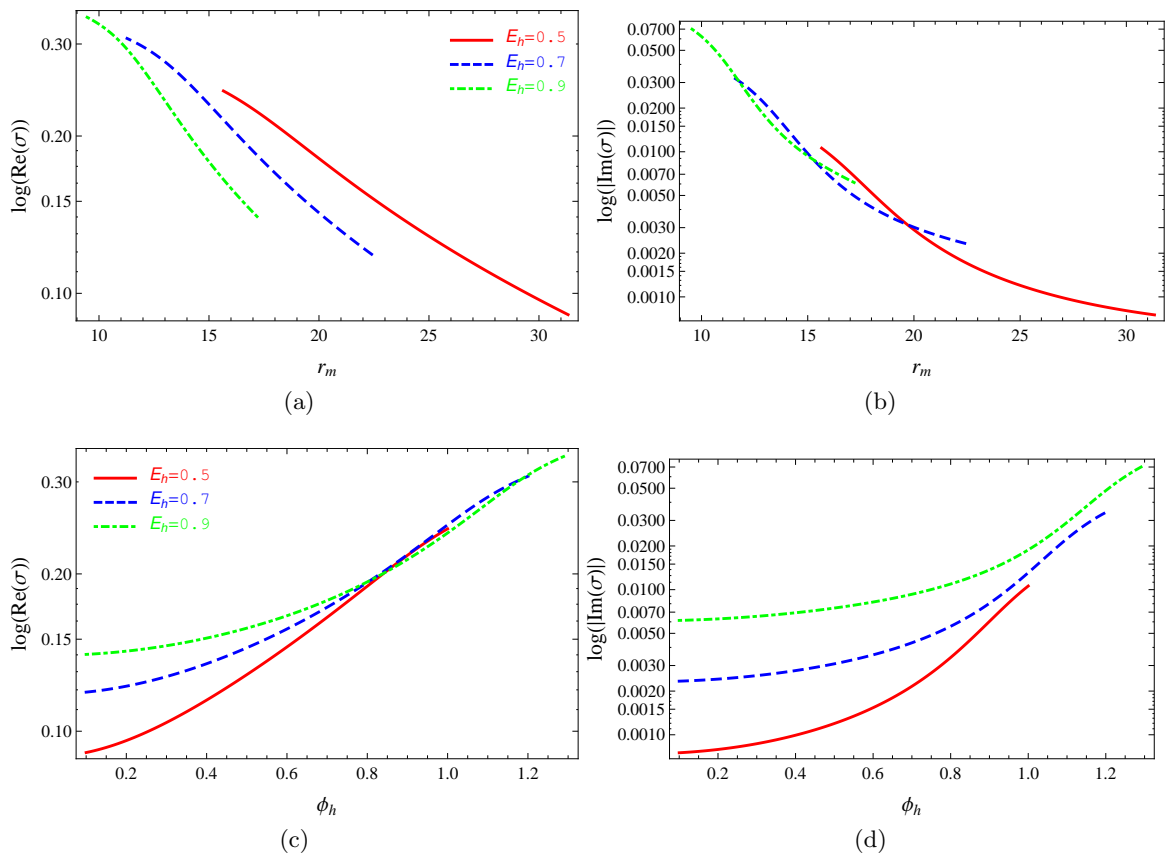 log(Re(σ))
0.30
0.20
0.15
0.10
E_h=0.5
E_h=0.7
E_h=0.9
10 15 20 25 30
r_m
(a)
log(|Im(σ)|)
0.0700
0.0500
0.0300
0.0200
0.0150
0.0100
0.0070
0.0050
0.0030
0.0020
0.0015
0.0010
10 15 20 25 30
r_m
(b)
log(Re(σ))
0.30
0.20
0.15
0.10
E_h=0.5
E_h=0.7
E_h=0.9
0.2 0.4 0.6 0.8 1.0 1.2
ϕ_h
(c)
log(|Im(σ)|)
0.0700
0.0500
0.0300
0.0200
0.0150
0.0100
0.0070
0.0050
0.0030
0.0020
0.0015
0.0010
0.2 0.4 0.6 0.8 1.0 1.2
ϕ_h
(d)